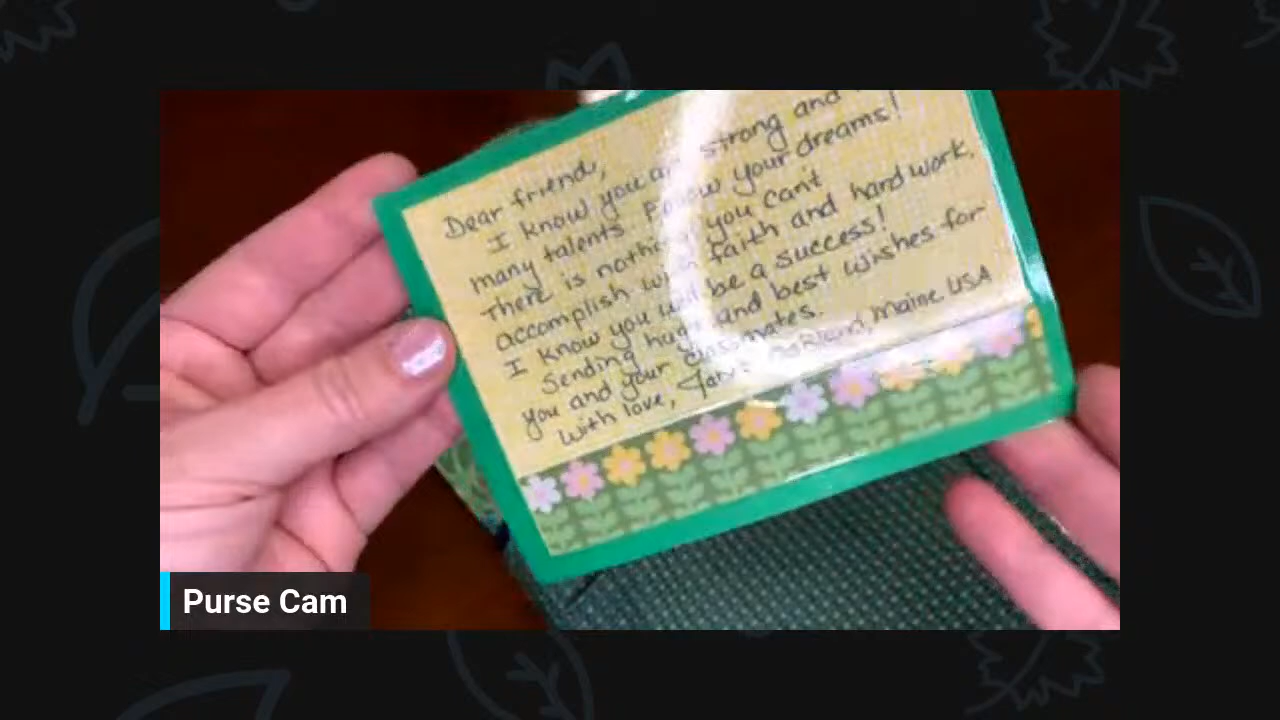 Dear friend,
I know you are strong and
many talents. Follow your dreams!
There is nothing you can't
accomplish with faith and hard work.
I know you will be a success!
Sending hugs and best wishes for
you and your classmates.
With love, Maine USA
Purse Cam